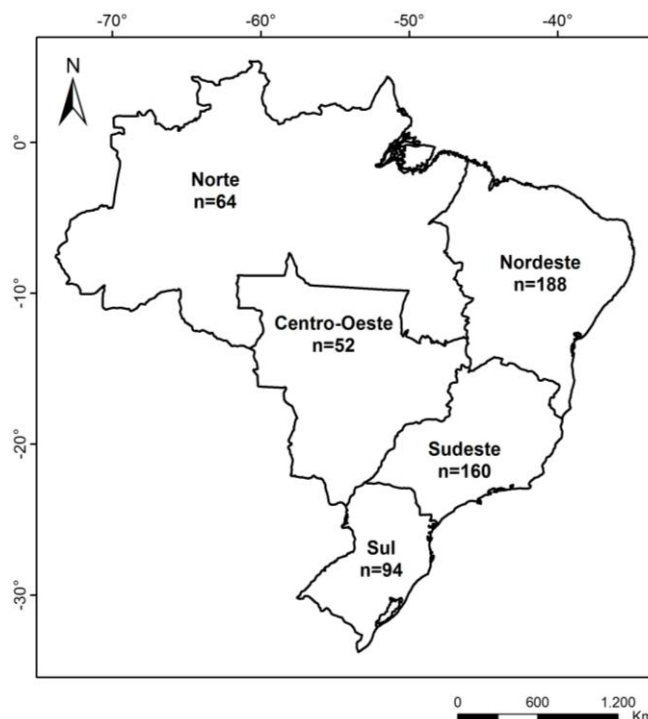 -70° -60° -50° -40°
N
0°
Norte
n=64
Nordeste
n=188
-10°
Centro-Oeste
n=52
-20°
Sudeste
n=160
Sul
n=94
-30°
0 600 1.200
Km